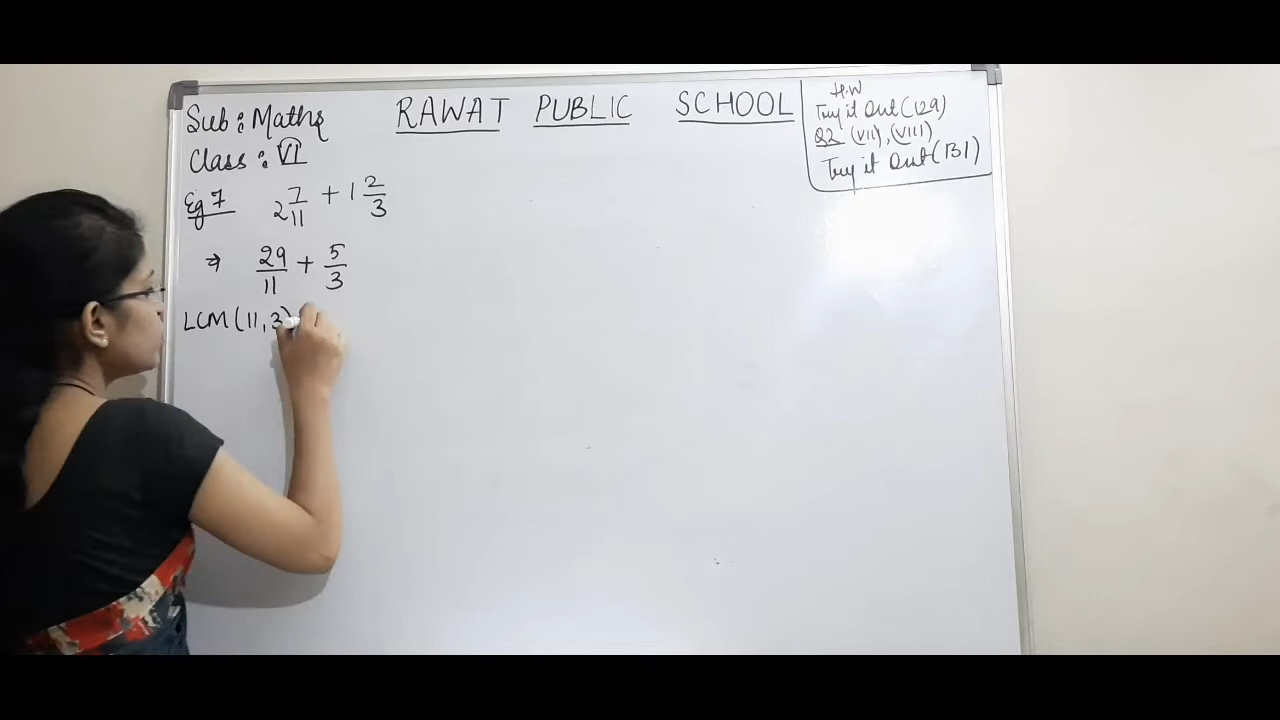 Sub: Maths
RAWAT PUBLIC SCHOOL
Class: VI
H.W
Try it Out (129)
Q2 (VII), (VIII)
Try it Out (131)
Eg 7 2 7/11 + 1 2/3
⇒ 29/11 + 5/3
LCM (11, 3)